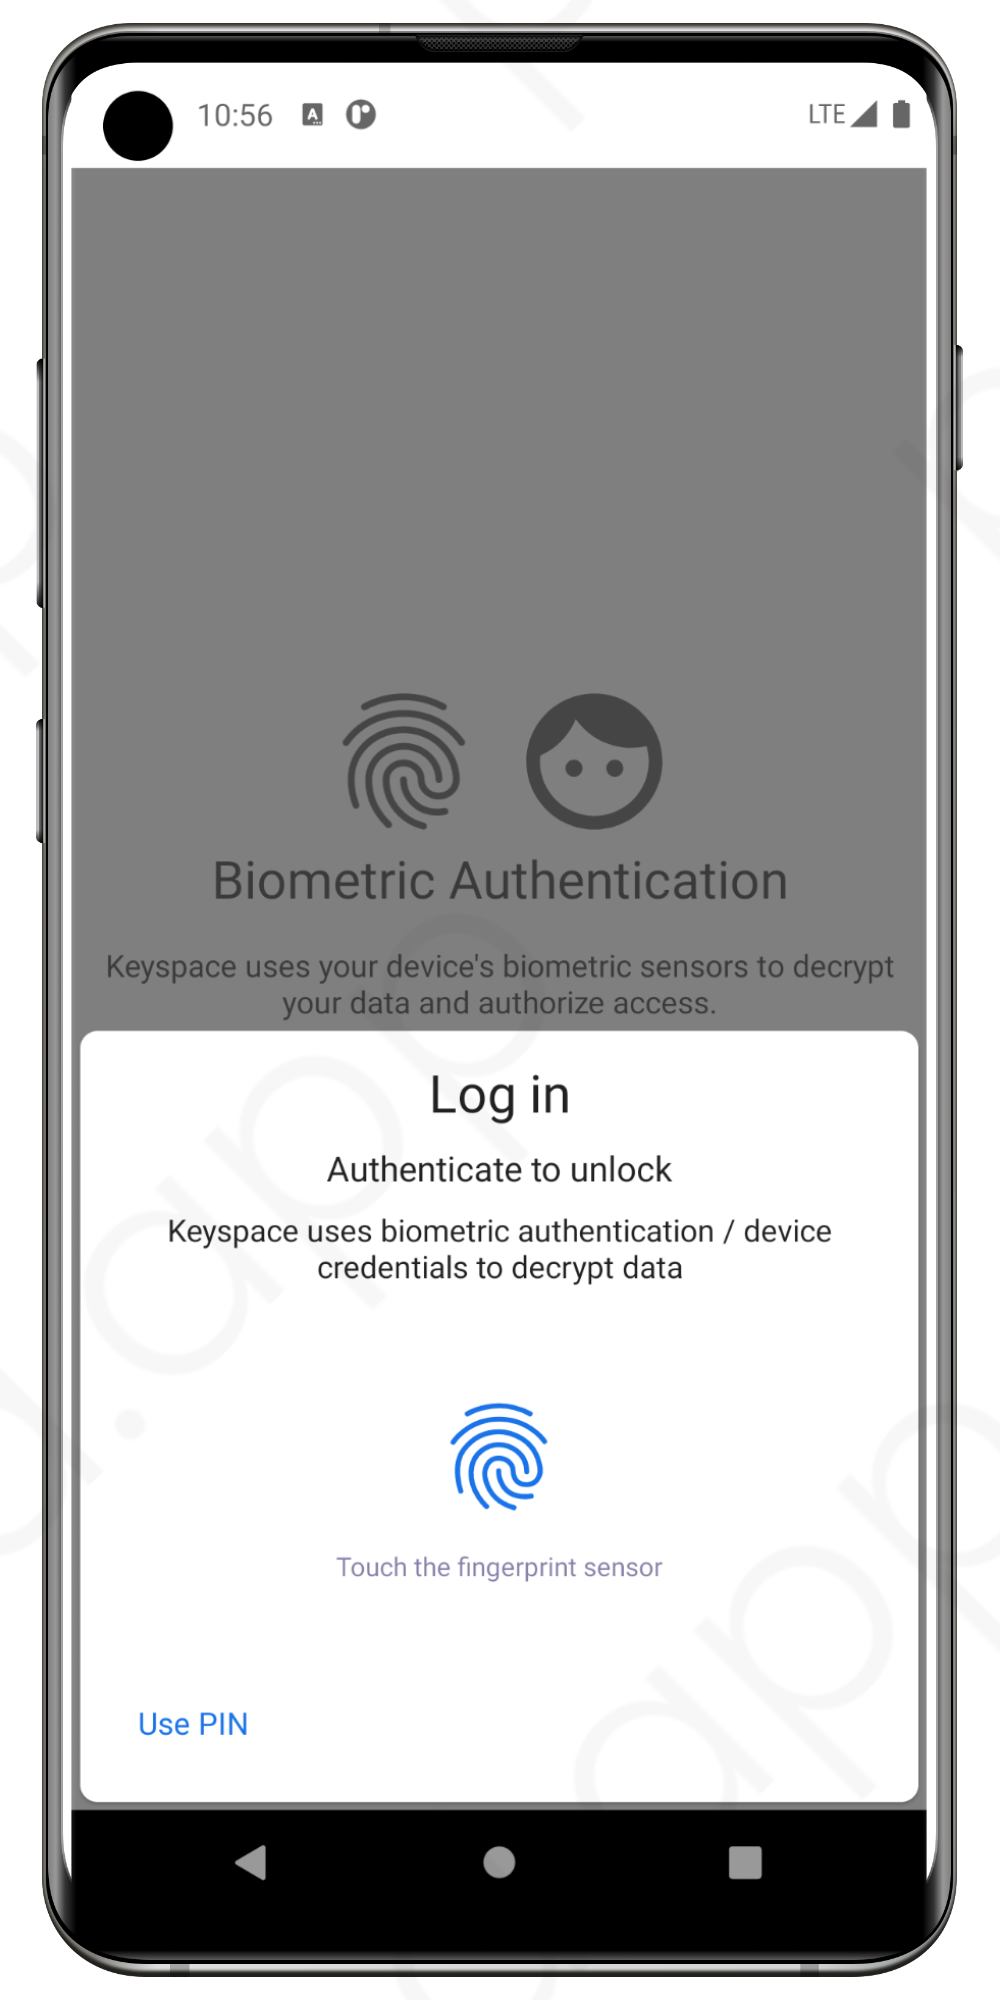 10:56
LTE
Biometric Authentication
Keyspace uses your device's biometric sensors to decrypt
your data and authorize access.
Log in
Authenticate to unlock
Keyspace uses biometric authentication / device
credentials to decrypt data
Touch the fingerprint sensor
Use PIN